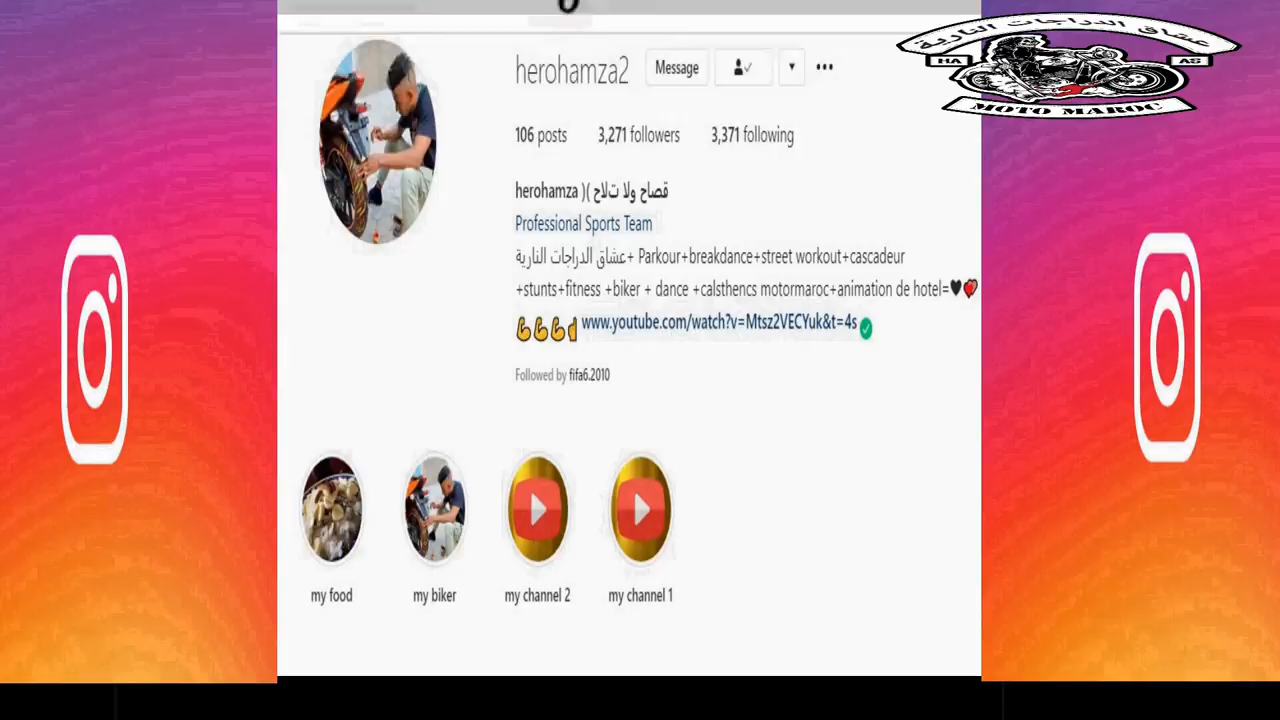 عشاق الدراجات النارية
HA AS
MOTO MAROC
herohamza2 Message
106 posts 3,271 followers 3,371 following
herohamza )( قصاح ولا تلاح
Professional Sports Team
عشاق الدراجات النارية+ Parkour+breakdance+street workout+cascadeur
+stunts+fitness +biker + dance +calsthencs motormaroc+animation de hotel=🖤💘
💪💪💪☝ www.youtube.com/watch?v=Mtsz2VECYuk&t=4s
Followed by fifa6.2010
my food my biker my channel 2 my channel 1